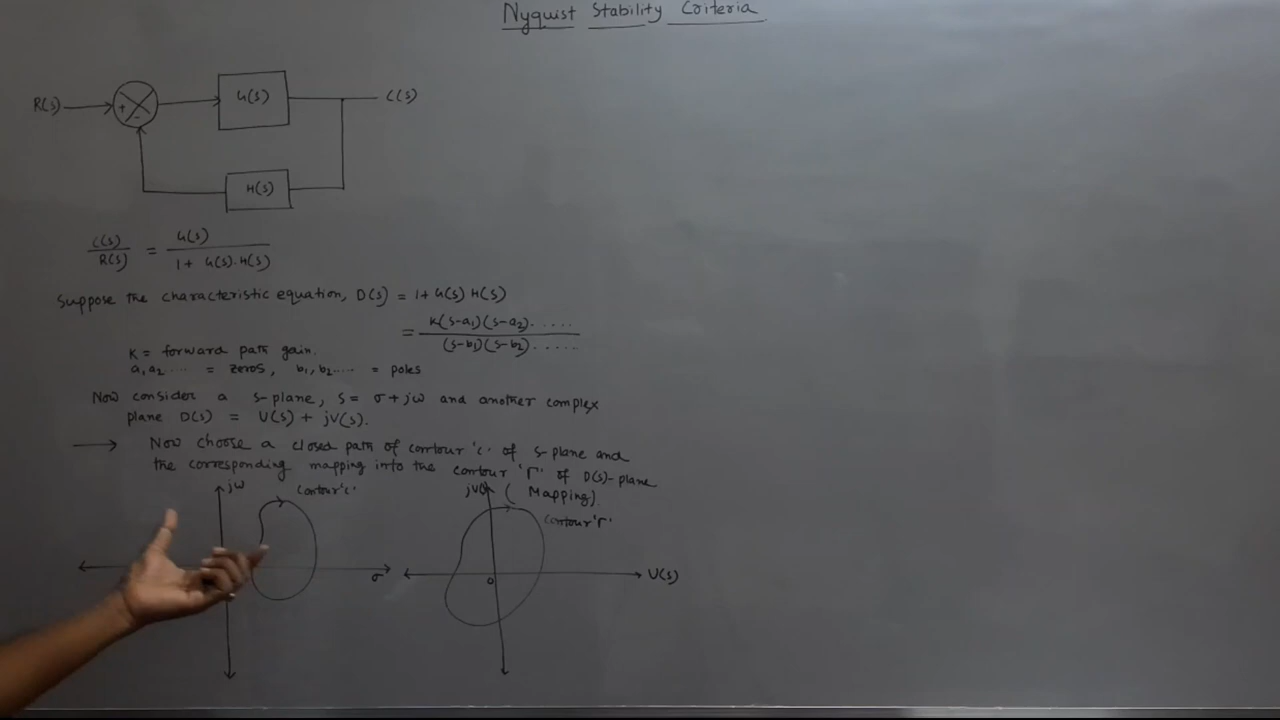 Nyquist Stability Criteria
R(s)
+
-
G(s)
C(s)
H(s)
C(s)
R(s)
=
G(s)
1 + G(s).H(s)
Suppose the characteristic equation, D(s) = 1+ G(s) H(s)
= K(s-a1)(s-a2). ....
(s-b1)(s-b2) .....
K = forward path gain.
a1 a2 .... = zeros, b1, b2.... = poles
Now consider a s-plane, s = σ + jω and another complex
plane D(s) = U(s) + jV(s).
→ Now choose a closed path of contour 'c' of s-plane and
the corresponding mapping into the contour 'Γ' of D(s)-plane
(Mapping).
jω
contour 'c'
σ
jV(s)
contour 'Γ'
0
U(s)